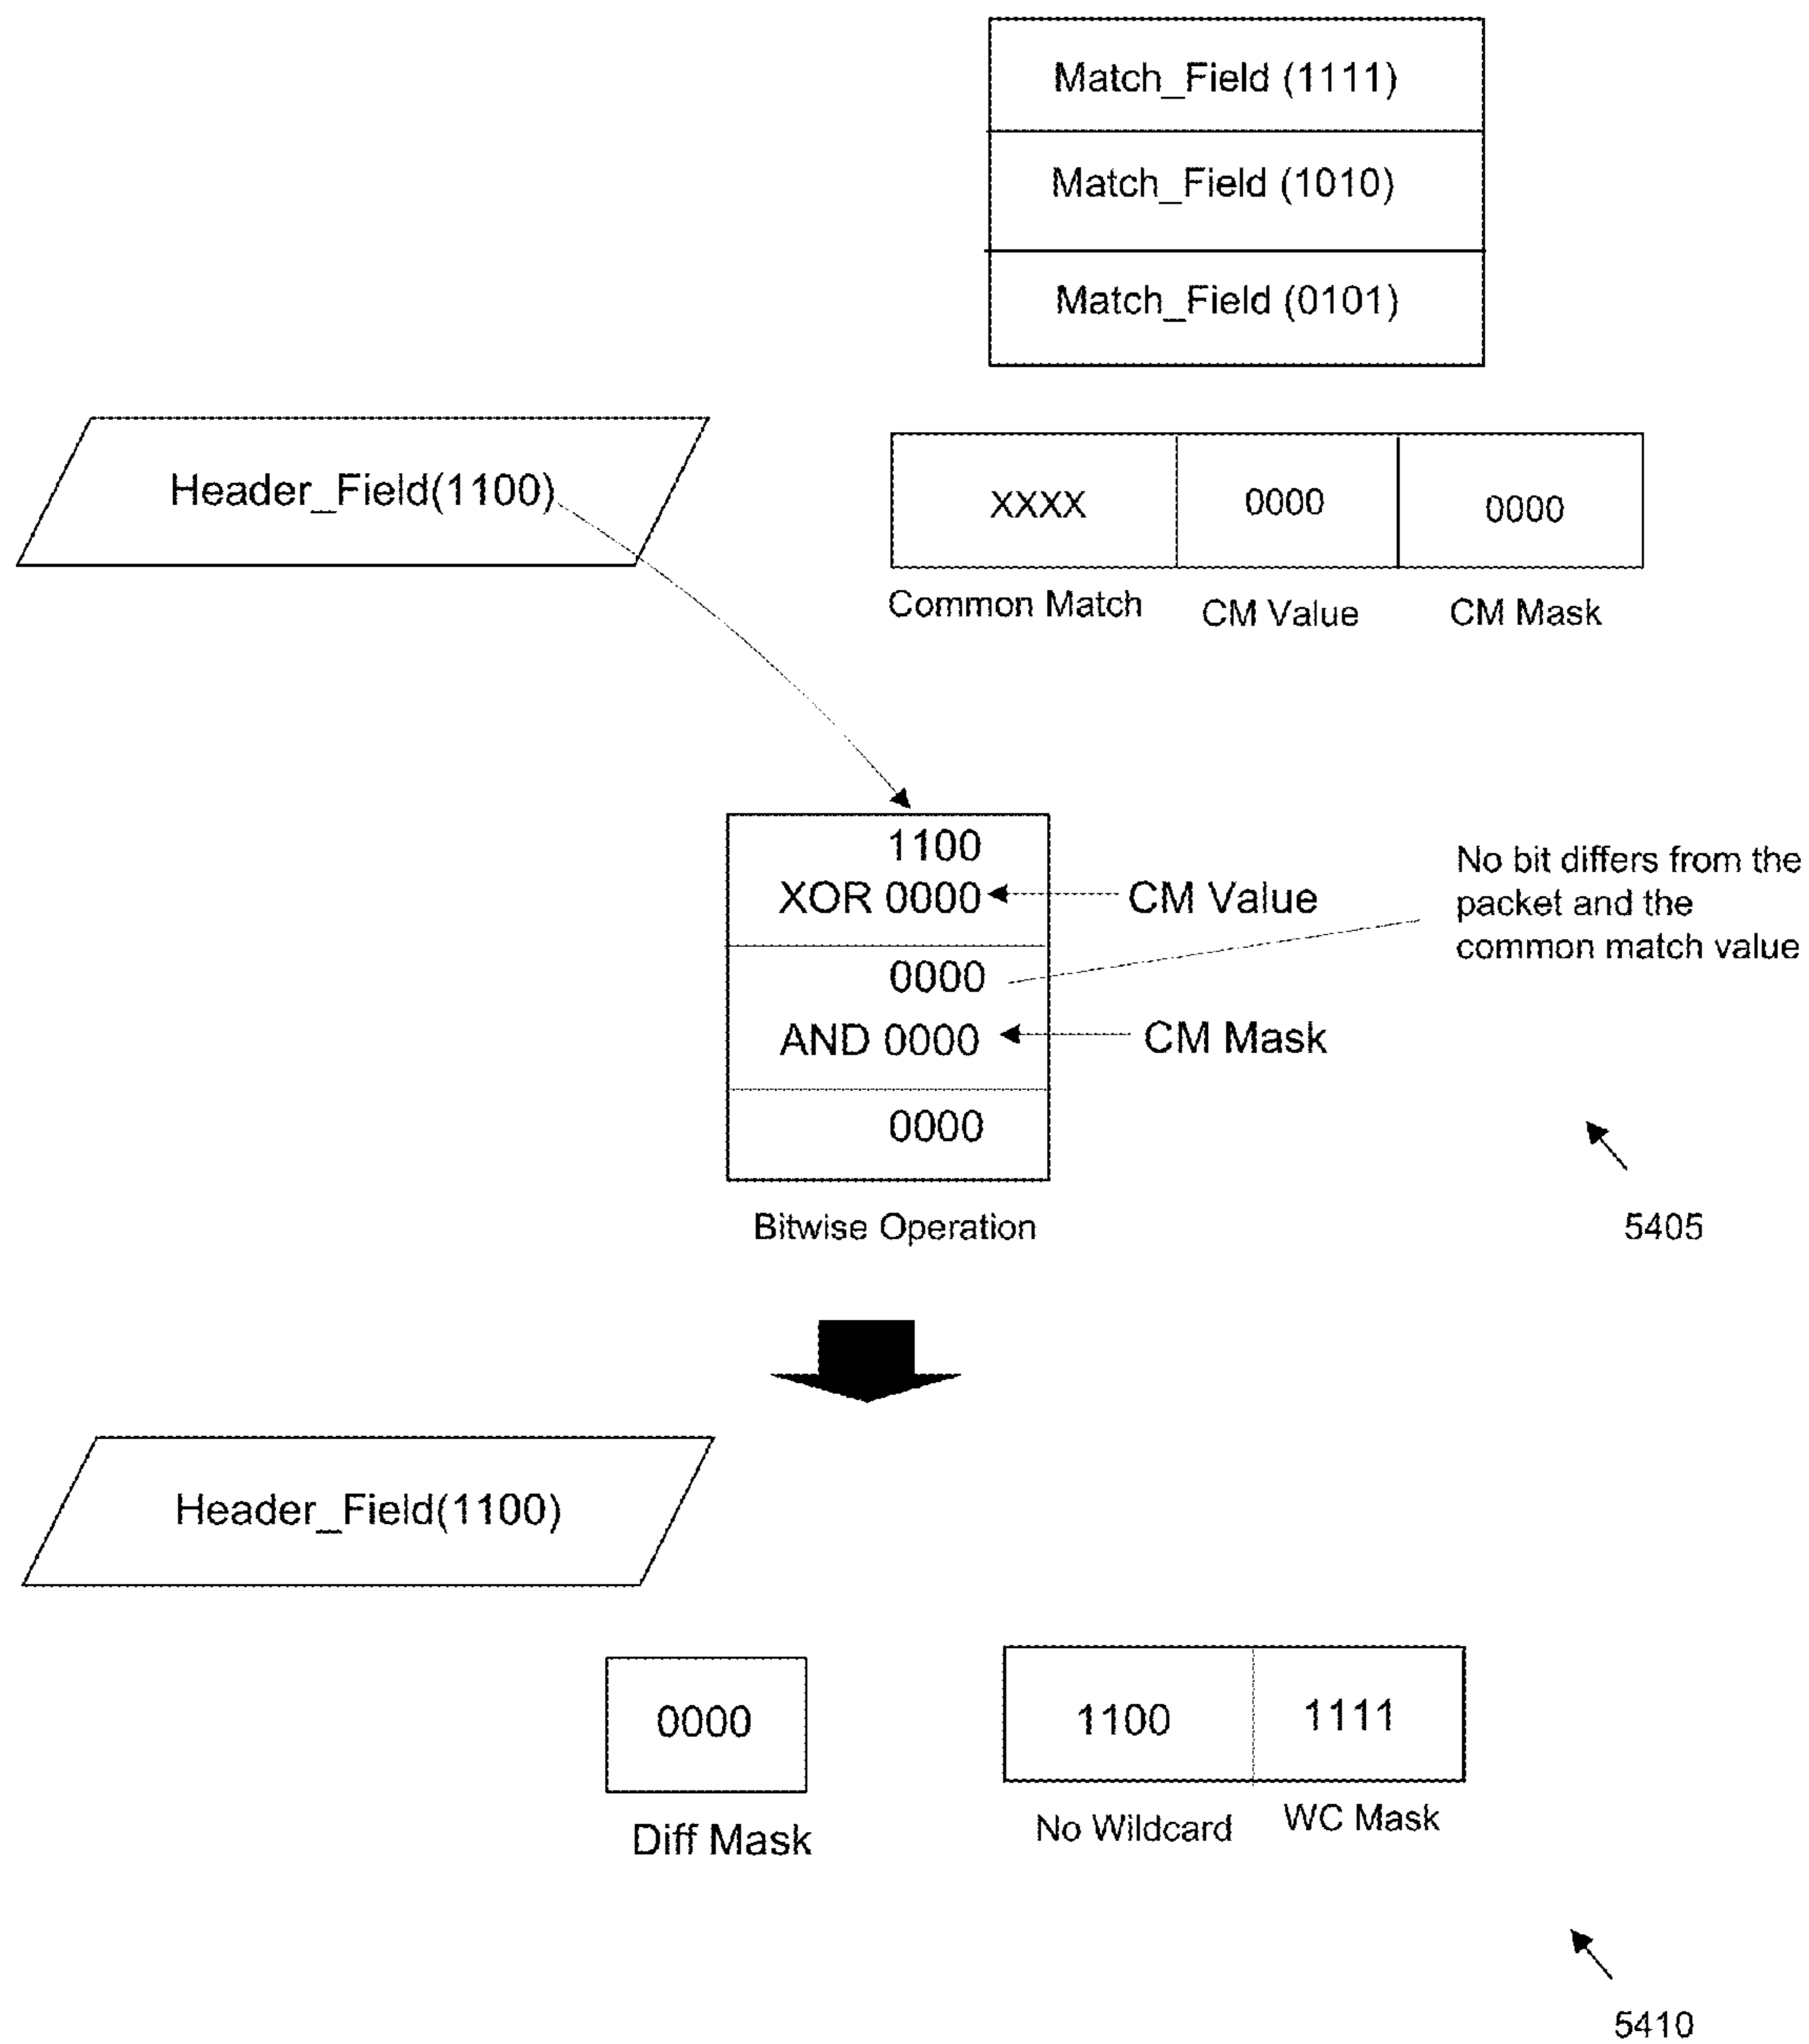 Match_Field (1111)
Match_Field (1010)
Match_Field (0101)
Header_Field(1100)
XXXX
0000
0000
Common Match
CM Value
CM Mask
1100
XOR 0000
CM Value
No bit differs from the
packet and the
common match value
0000
AND 0000
CM Mask
0000
Bitwise Operation
5405
Header_Field(1100)
0000
1100
1111
Diff Mask
No Wildcard
WC Mask
5410